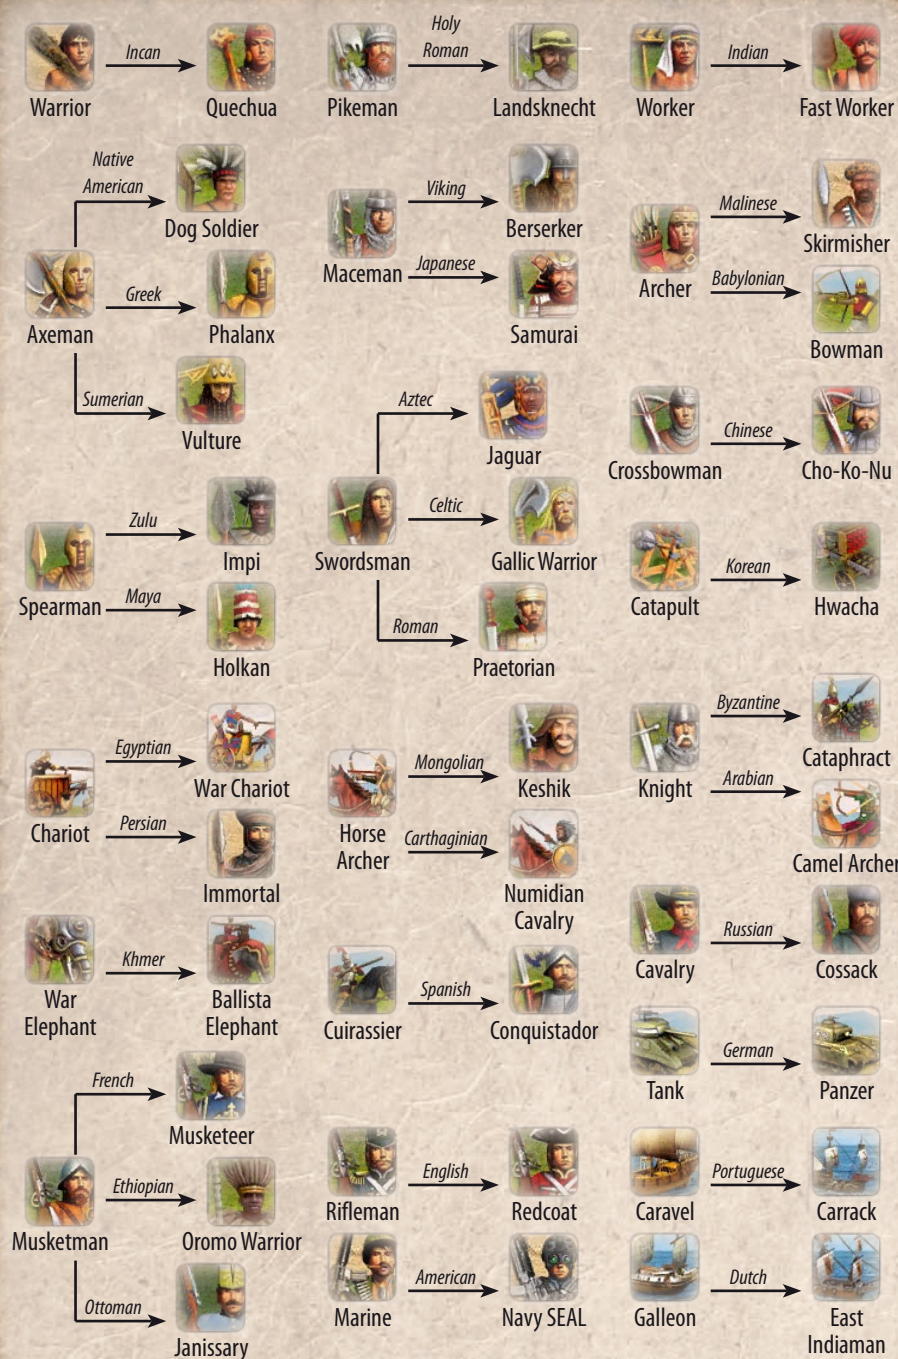 Incan
Warrior
Quechua
Holy
Roman
Pikeman
Landsknecht
Indian
Worker
Fast Worker
Native
American
Dog Soldier
Greek
Axeman
Phalanx
Sumerian
Vulture
Viking
Berserker
Maceman
Japanese
Samurai
Malinese
Skirmisher
Archer
Babylonian
Bowman
Aztec
Jaguar
Celtic
Swordsman
Gallic Warrior
Roman
Praetorian
Chinese
Crossbowman
Cho-Ko-Nu
Zulu
Impi
Spearman
Maya
Holkan
Korean
Catapult
Hwacha
Egyptian
War Chariot
Chariot
Persian
Immortal
Mongolian
Keshik
Horse
Archer
Carthaginian
Numidian
Cavalry
Byzantine
Cataphract
Knight
Arabian
Camel Archer
Russian
Cavalry
Cossack
Khmer
War
Elephant
Ballista
Elephant
Spanish
Cuirassier
Conquistador
German
Tank
Panzer
French
Musketeer
Ethiopian
Musketman
Oromo Warrior
Ottoman
Janissary
English
Rifleman
Redcoat
American
Marine
Navy SEAL
Portuguese
Caravel
Carrack
Dutch
Galleon
East
Indiaman